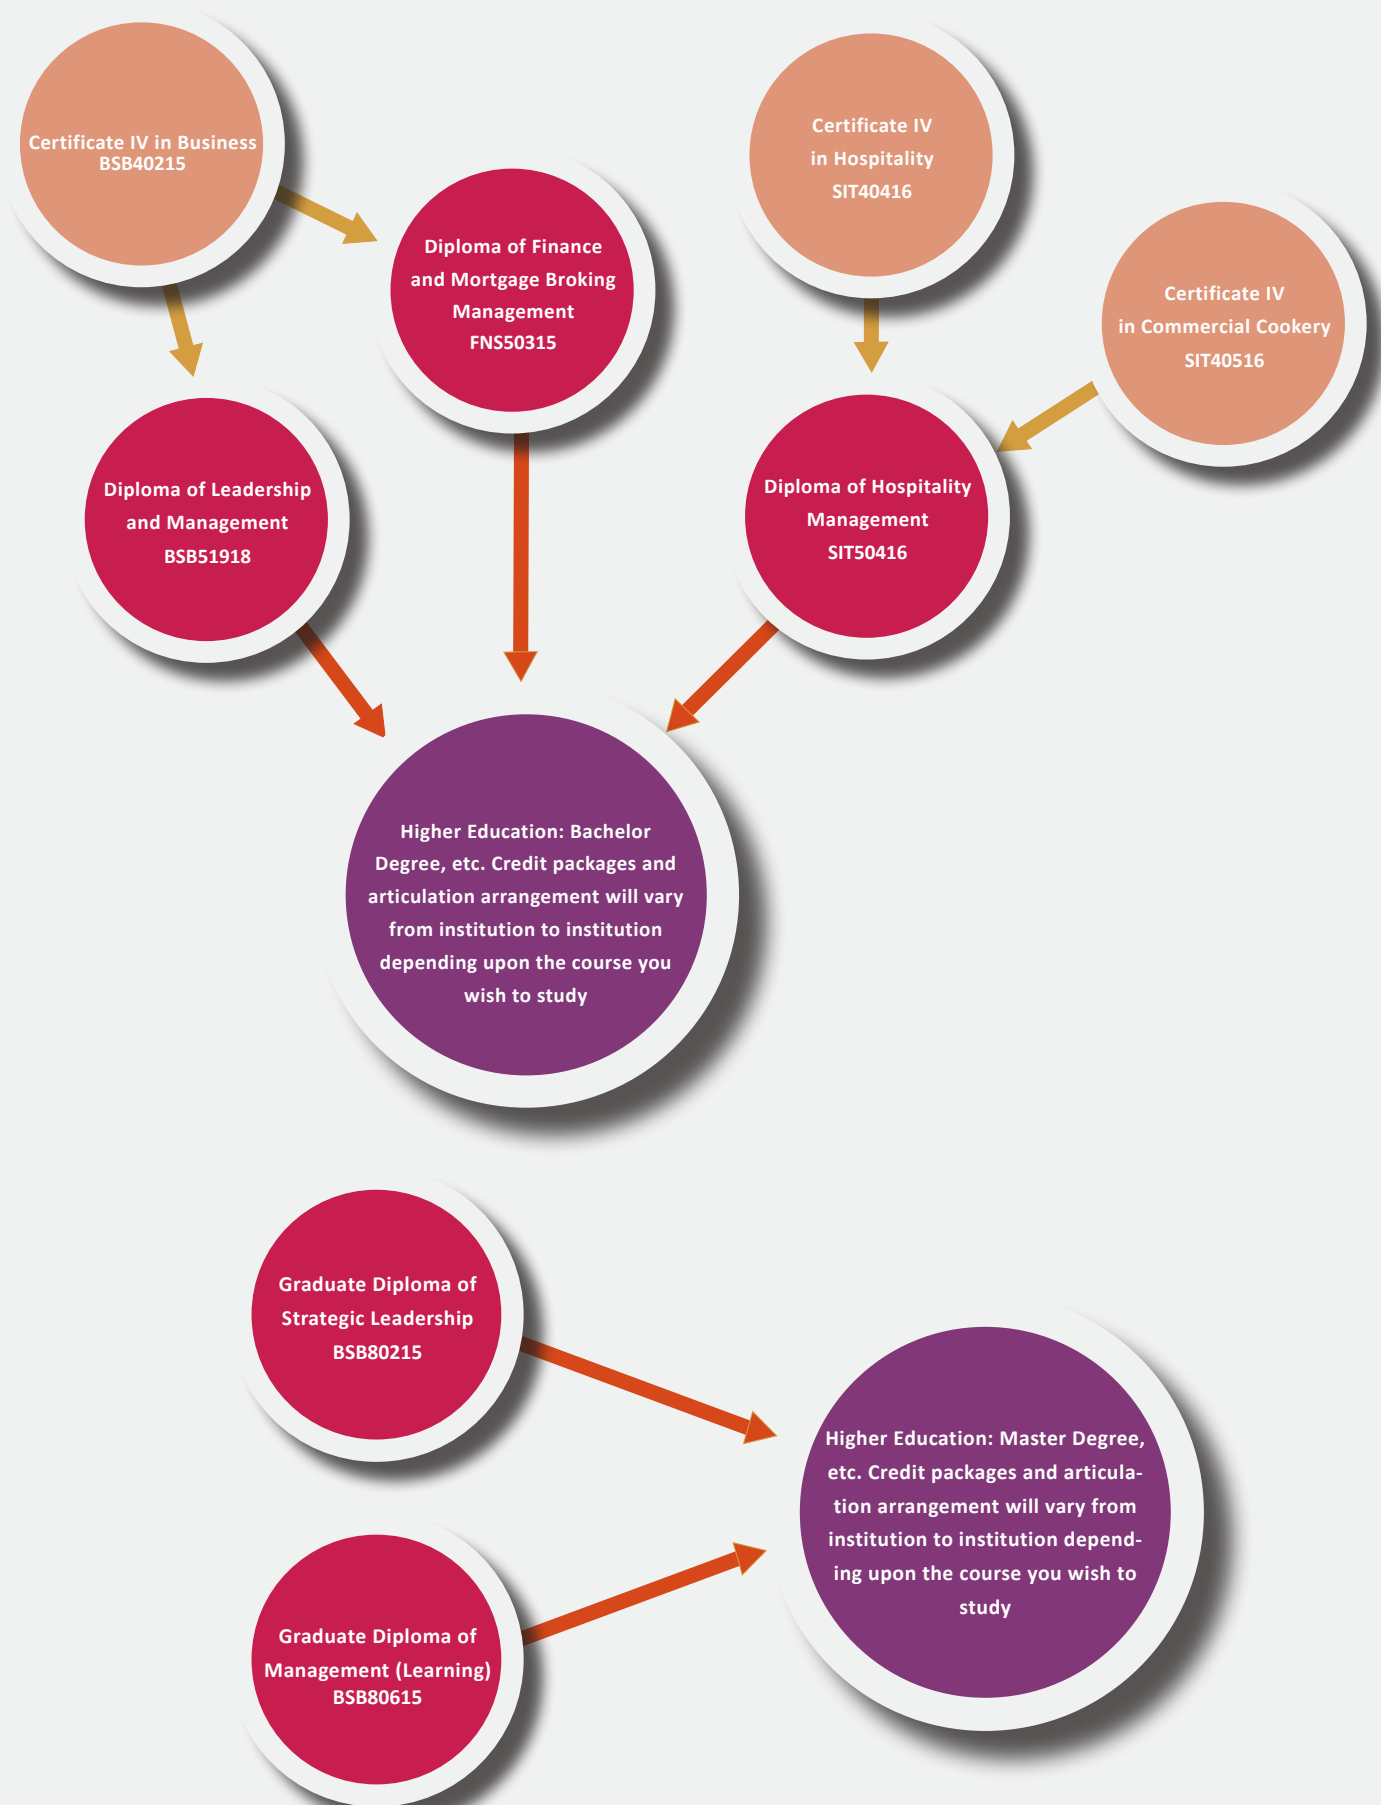 Certificate IV in Business
BSB40215
Certificate IV
in Hospitality
SIT40416
Diploma of Finance
and Mortgage Broking
Management
FNS50315
Certificate IV
in Commercial Cookery
SIT40516
Diploma of Leadership
and Management
BSB51918
Diploma of Hospitality
Management
SIT50416
Higher Education: Bachelor
Degree, etc. Credit packages and
articulation arrangement will vary
from institution to institution
depending upon the course you
wish to study
Graduate Diploma of
Strategic Leadership
BSB80215
Higher Education: Master Degree,
etc. Credit packages and articula-
tion arrangement will vary from
institution to institution depend-
ing upon the course you wish to
study
Graduate Diploma of
Management (Learning)
BSB80615